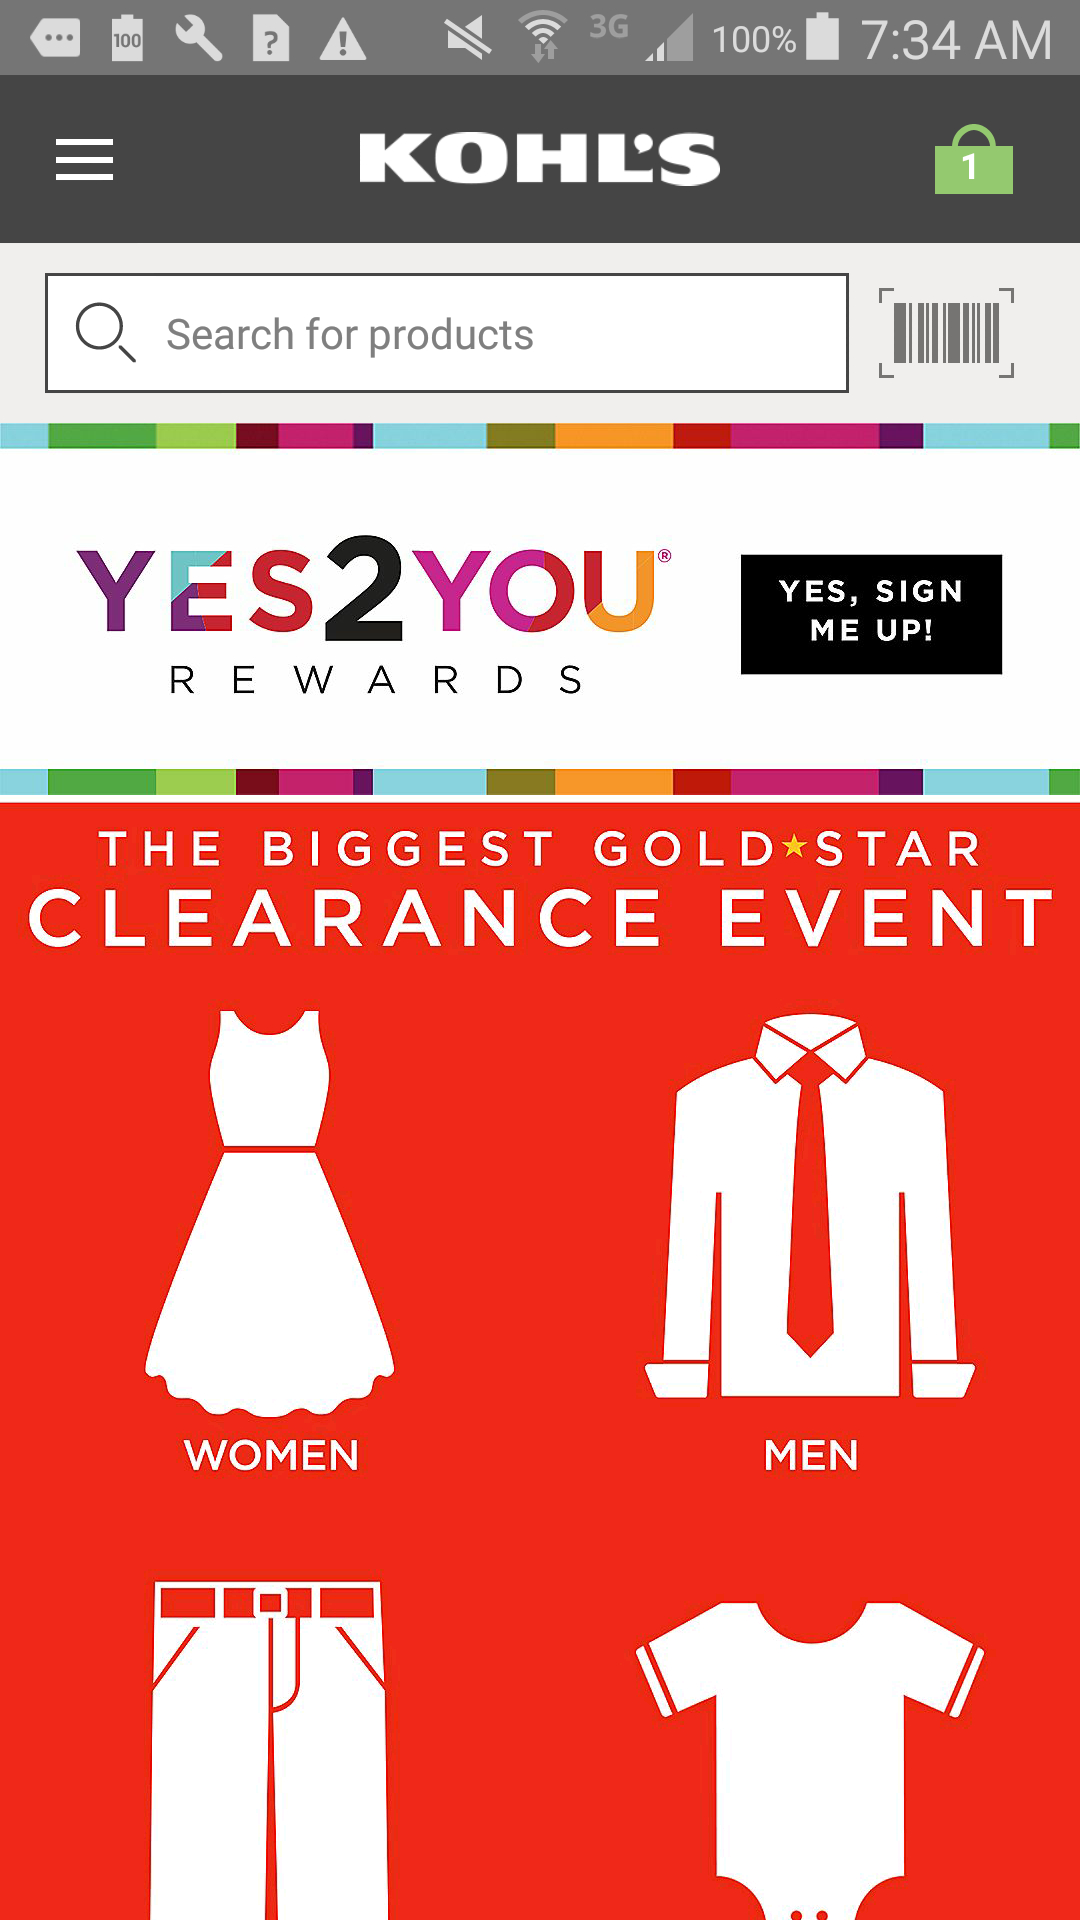 100 ? 3G 100% 7:34 AM
KOHL'S
1
Search for products
YES2YOU®
REWARDS
YES, SIGN
ME UP!
THE BIGGEST GOLD★STAR
CLEARANCE EVENT
WOMEN
MEN